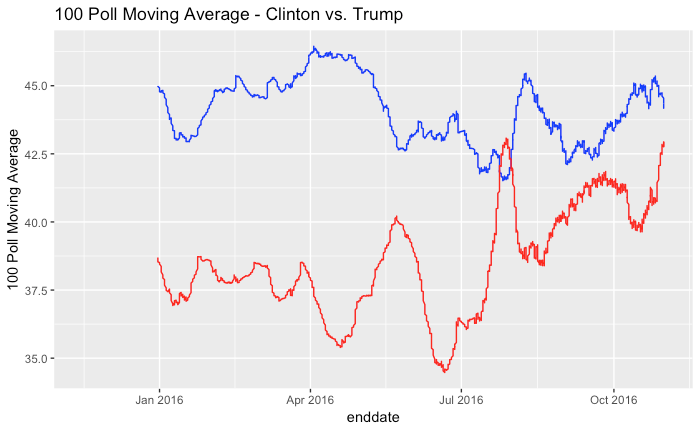 100 Poll Moving Average - Clinton vs. Trump
100 Poll Moving Average
45.0
42.5
40.0
37.5
35.0
Jan 2016
Apr 2016
Jul 2016
Oct 2016
enddate